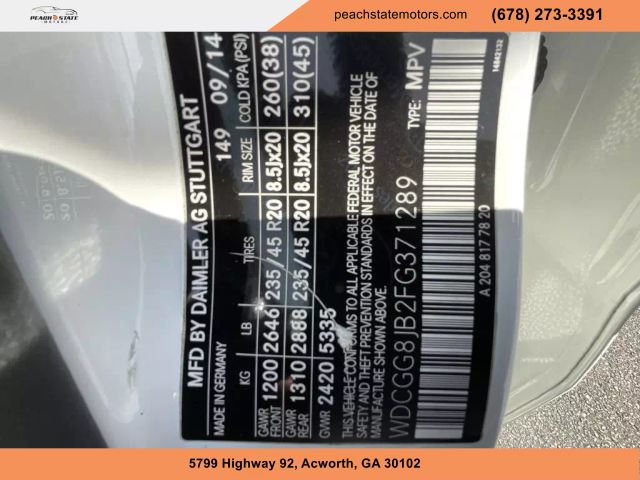 PEACH STATE
MOTORS
peachstatemotors.com
(678) 273-3391
MFD BY DAIMLER AG STUTTGART
MADE IN GERMANY 149 09/14
KG LB TIRES RIM SIZE COLD KPA (PSI)
GAWR FRONT 1200 2646 235/45 R20 8.5Jx20 260(38)
GAWR REAR 1310 2888 235/45 R20 8.5Jx20 310(45)
GVWR 2420 5335
THIS VEHICLE CONFORMS TO ALL APPLICABLE FEDERAL MOTOR VEHICLE
SAFETY AND THEFT PREVENTION STANDARDS IN EFFECT ON THE DATE OF
MANUFACTURE SHOWN ABOVE.
WDCGG8JB2FG371289 TYPE: MPV
A 204 817 78 20
14842132
5799 Highway 92, Acworth, GA 30102